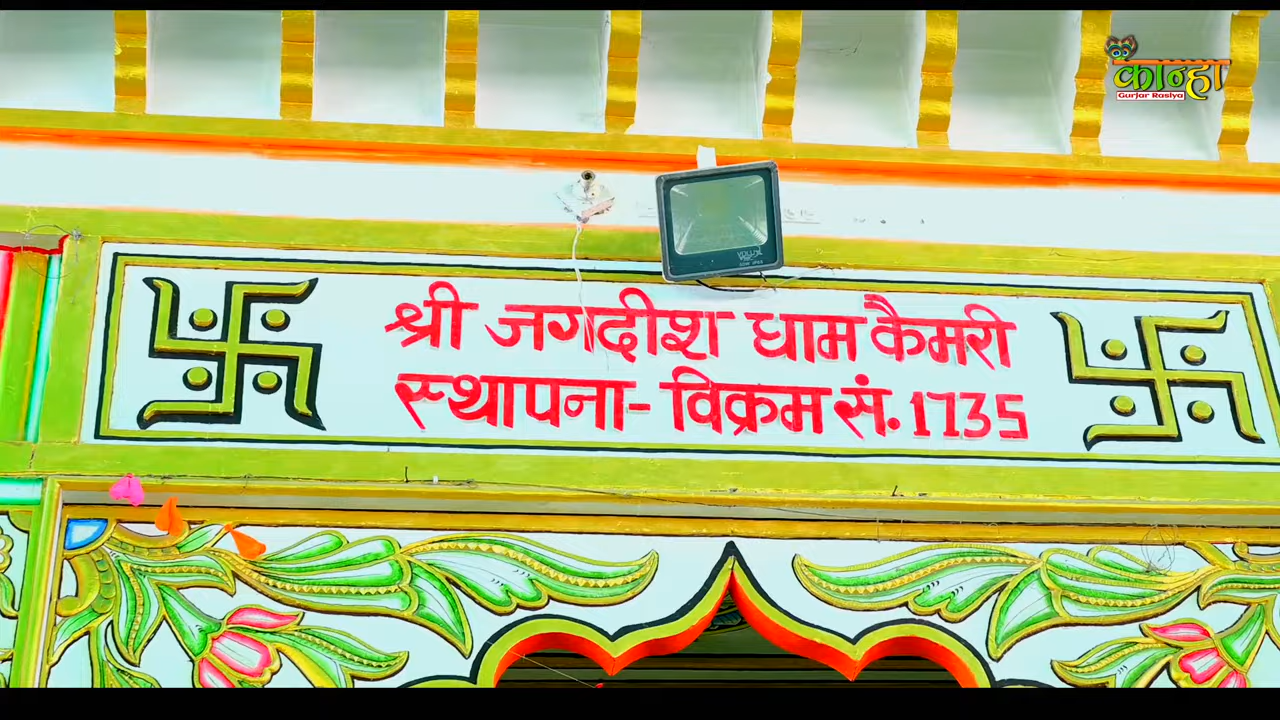 कान्हा
Gurjar Rasiya
श्री जगदीश धाम कैमरी
स्थापना- विक्रम सं. 1735